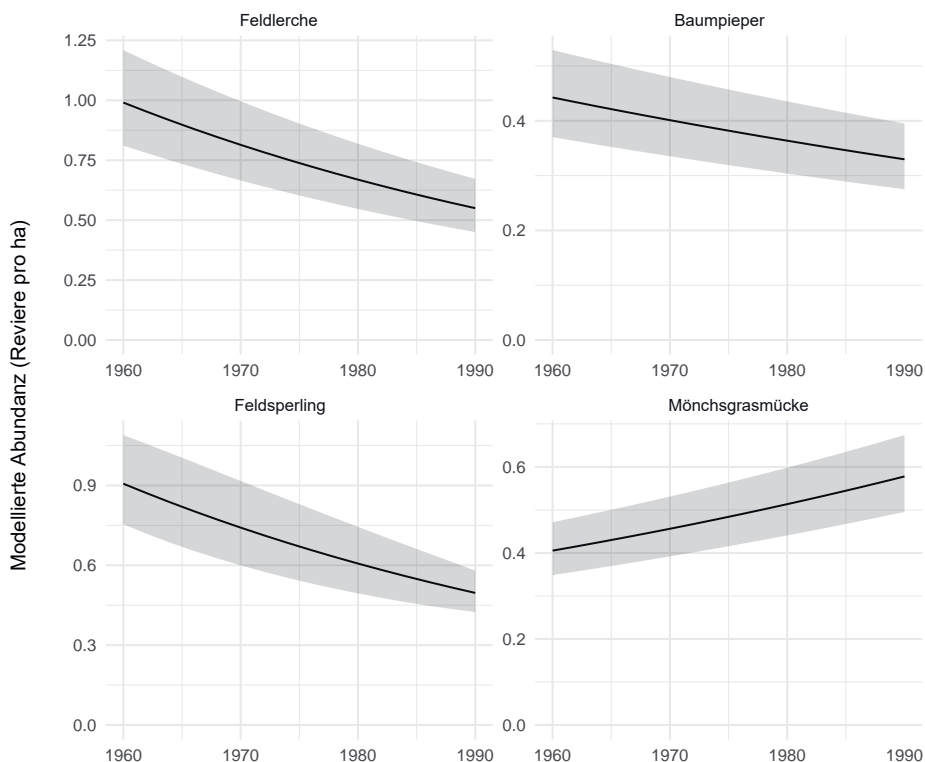 Feldlerche
Baumpieper
1.25
1.00
0.75
0.50
0.25
0.00
0.4
0.2
0.0
1960 1970 1980 1990
1960 1970 1980 1990
Modellierte Abundanz (Reviere pro ha)
Feldsperling
Mönchsgrasmücke
0.9
0.6
0.3
0.0
0.6
0.4
0.2
0.0
1960 1970 1980 1990
1960 1970 1980 1990